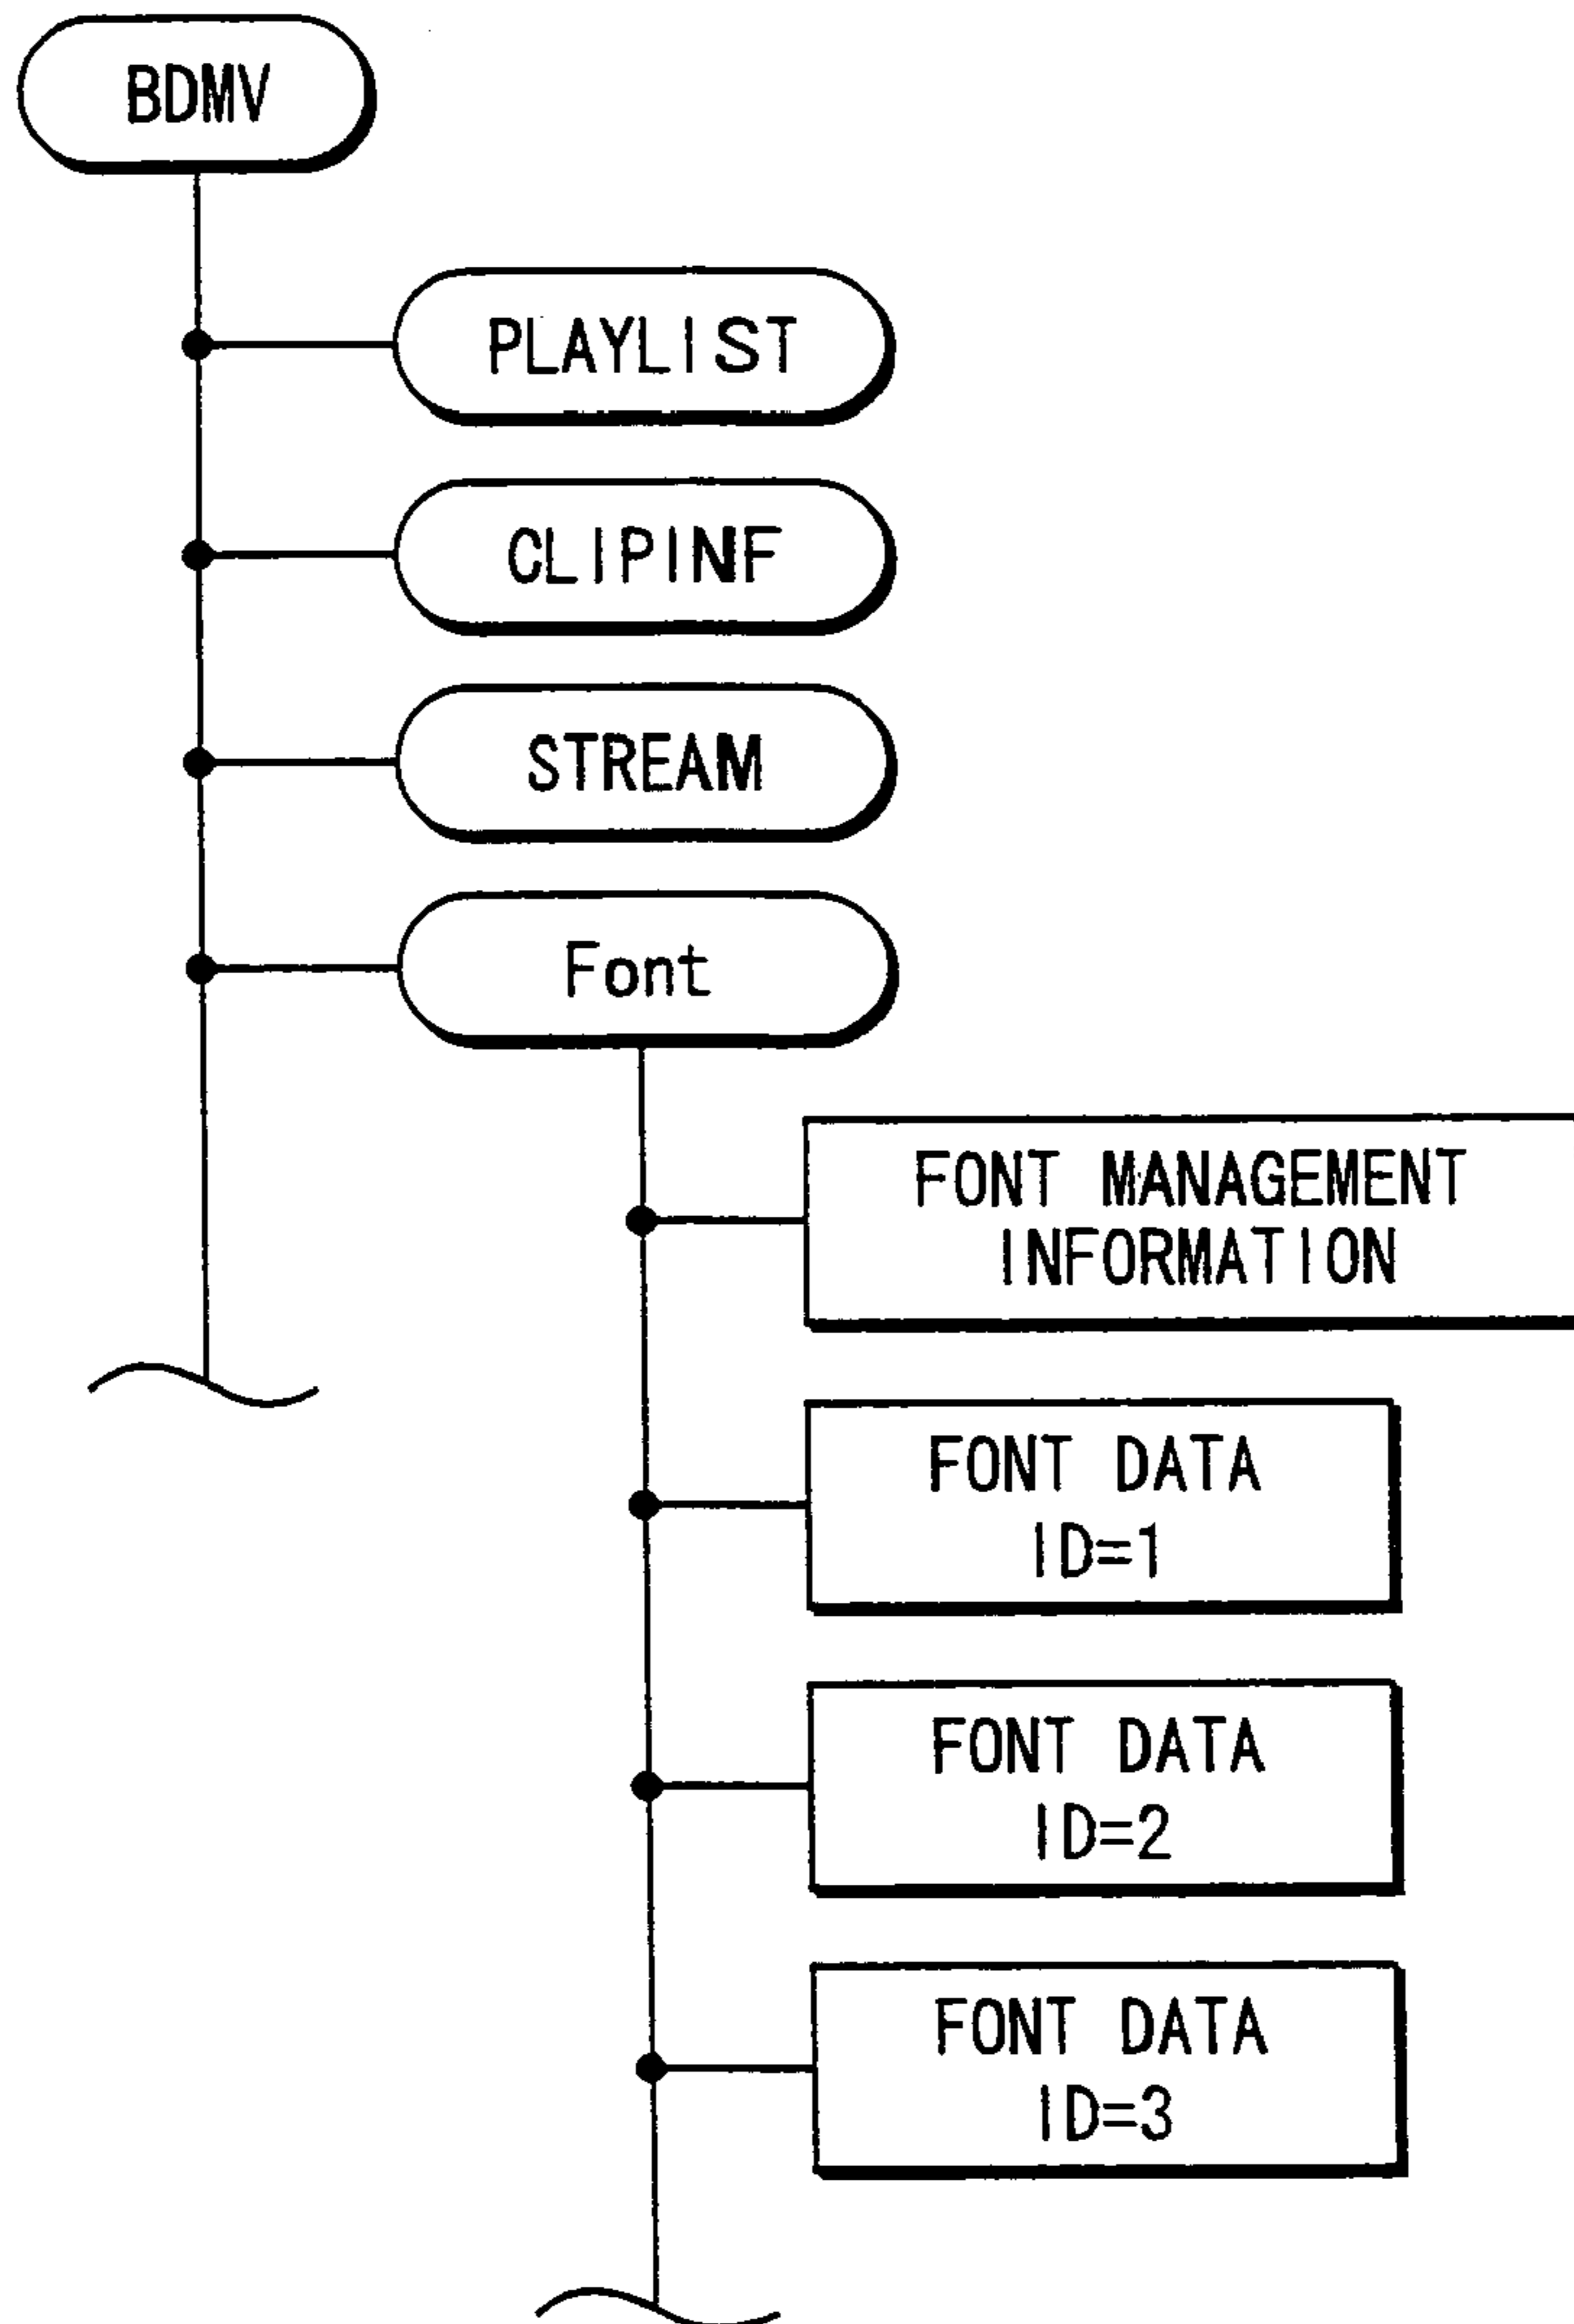 BDMV
PLAYLIST
CLIPINF
STREAM
Font
FONT MANAGEMENT
INFORMATION
FONT DATA
ID=1
FONT DATA
ID=2
FONT DATA
ID=3